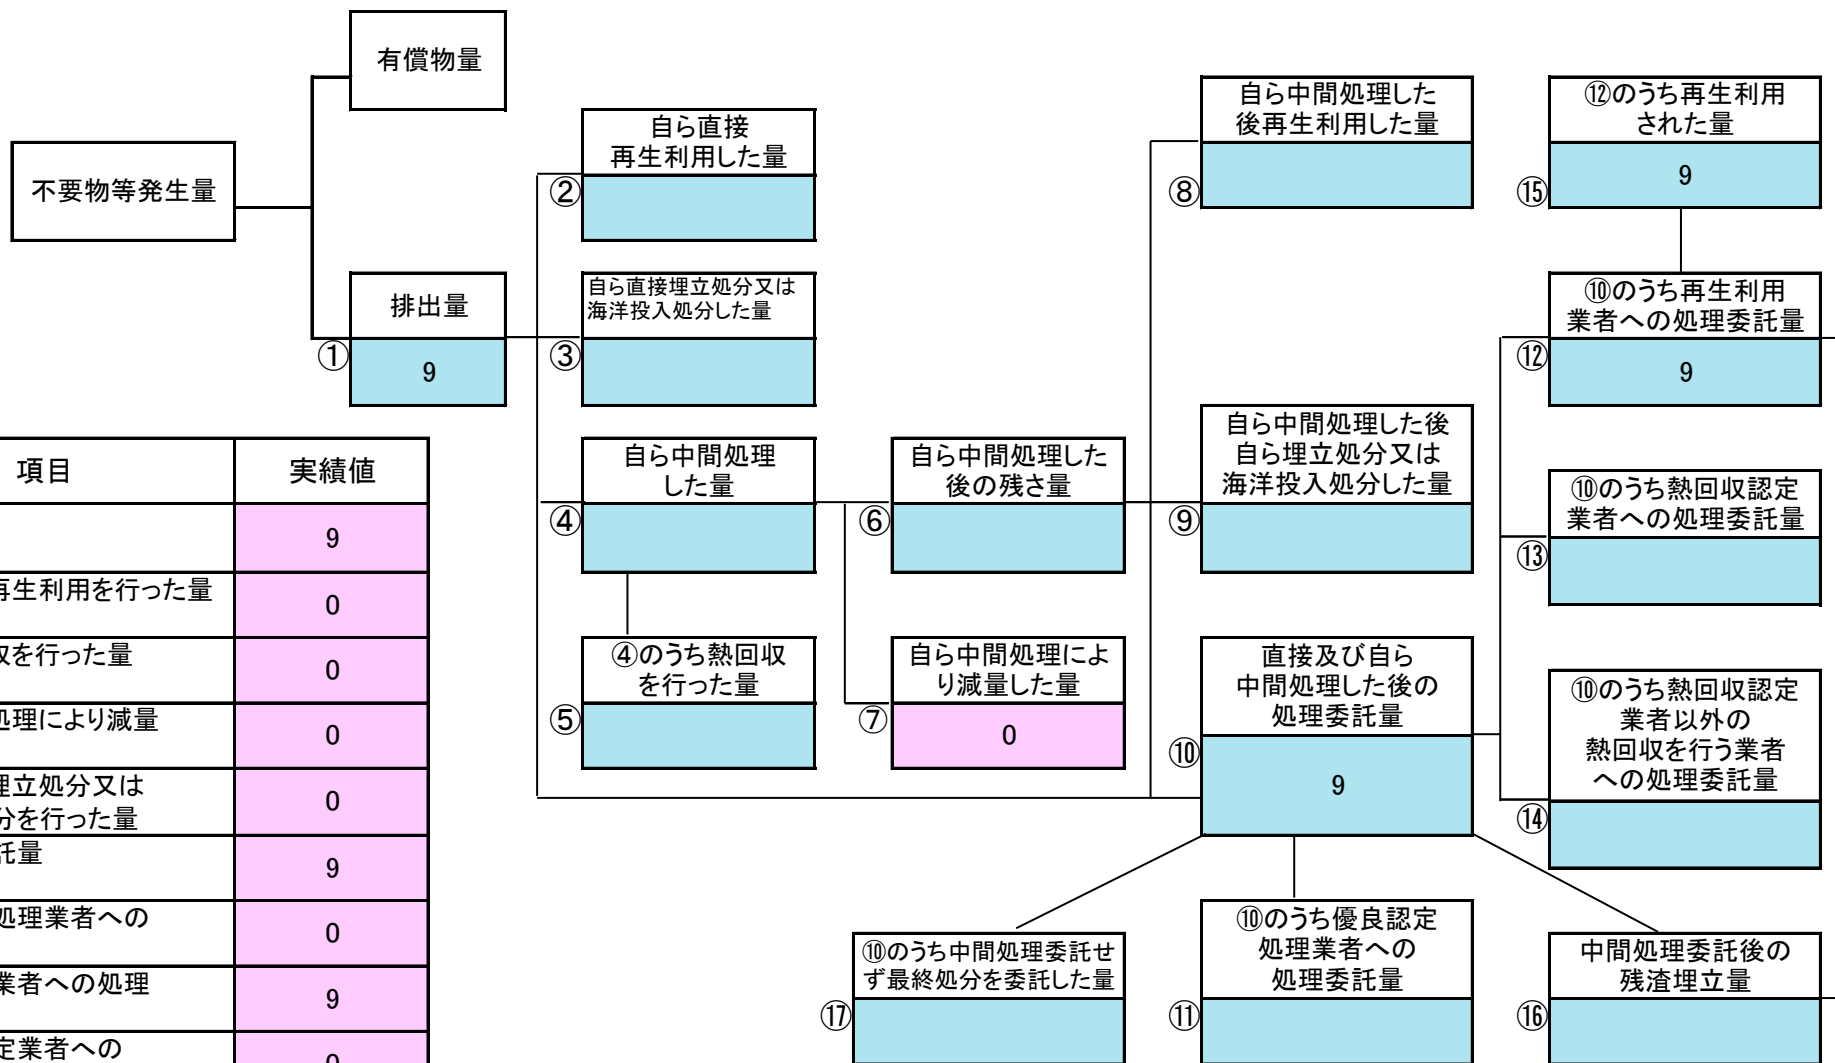 有償物量
不要物等発生量
排出量
①
9
自ら直接
再生利用した量
②
自ら直接埋立処分又は
海洋投入処分した量
③
自ら中間処理
した量
④
④のうち熱回収
を行った量
⑤
自ら中間処理した
後の残さ量
⑥
自ら中間処理によ
り減量した量
⑦
0
自ら中間処理した
後再生利用した量
⑧
自ら中間処理した後
自ら埋立処分又は
海洋投入処分した量
⑨
直接及び自ら
中間処理した後の
処理委託量
⑩
9
⑫のうち再生利用
された量
⑮
9
⑩のうち再生利用
業者への処理委託量
⑫
9
⑩のうち熱回収認定
業者への処理委託量
⑬
⑩のうち熱回収認定
業者以外の
熱回収を行う業者
への処理委託量
⑭
⑩のうち中間処理委託せ
ず最終処分を委託した量
⑰
⑩のうち優良認定
処理業者への
処理委託量
⑪
中間処理委託後の
残渣埋立量
⑯
項目 実績値
9
再生利用を行った量 0
を行った量 0
処理により減量 0
埋立処分又は
を行った量 0
託量 9
処理業者への 0
業者への処理 9
定業者への 0